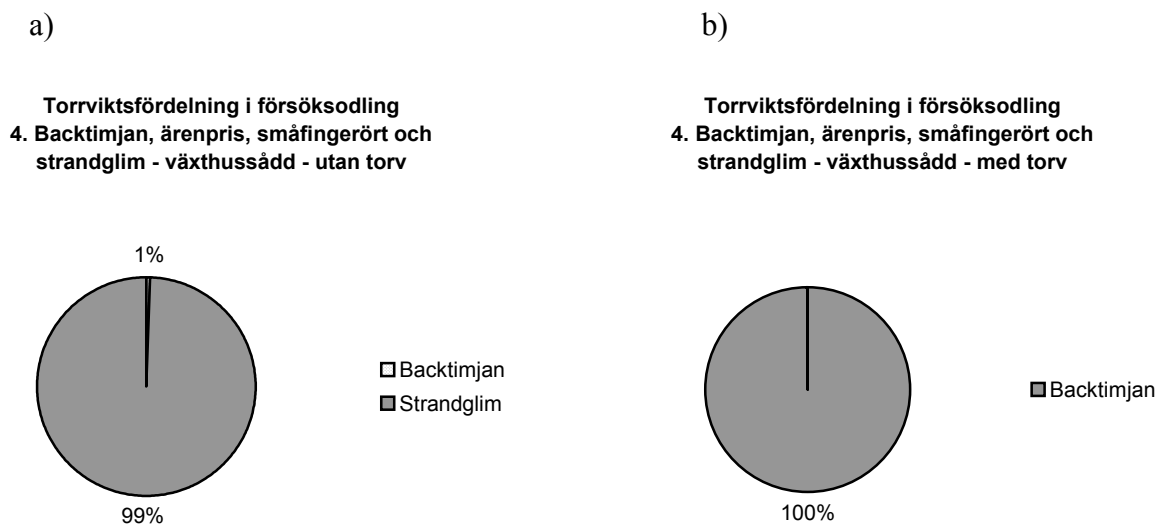 a)
Torrviktsfördelning i försöksodling
4. Backtimjan, ärenpris, småfingerört och
strandglim - växthussådd - utan torv
1%
Backtimjan
Strandglim
99%
b)
Torrviktsfördelning i försöksodling
4. Backtimjan, ärenpris, småfingerört och
strandglim - växthussådd - med torv
Backtimjan
100%